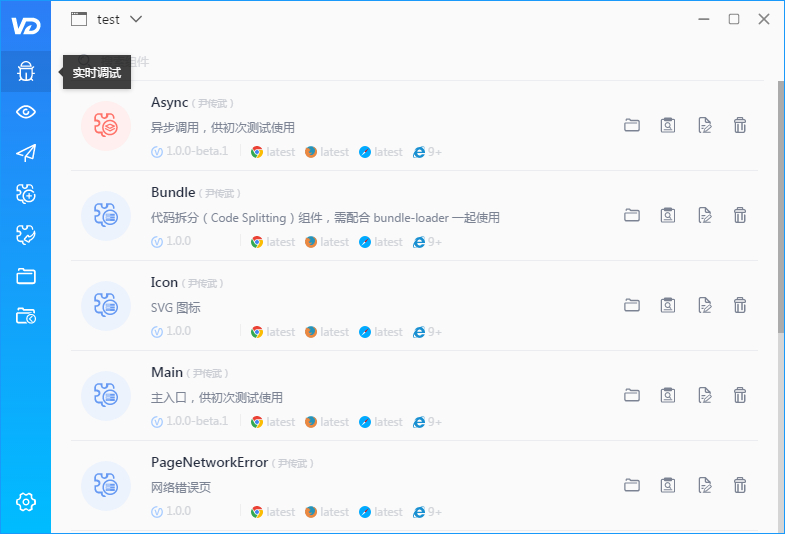 VD
test
组件
实时调试
Async（尹传武）
异步调用，供初次测试使用
1.0.0-beta.1 latest latest latest 9+
Bundle（尹传武）
代码拆分（Code Splitting）组件，需配合 bundle-loader 一起使用
1.0.0 latest latest latest 9+
Icon（尹传武）
SVG 图标
1.0.0 latest latest latest 9+
Main（尹传武）
主入口，供初次测试使用
1.0.0-beta.1 latest latest latest 9+
PageNetworkError（尹传武）
网络错误页
1.0.0 latest latest latest 9+